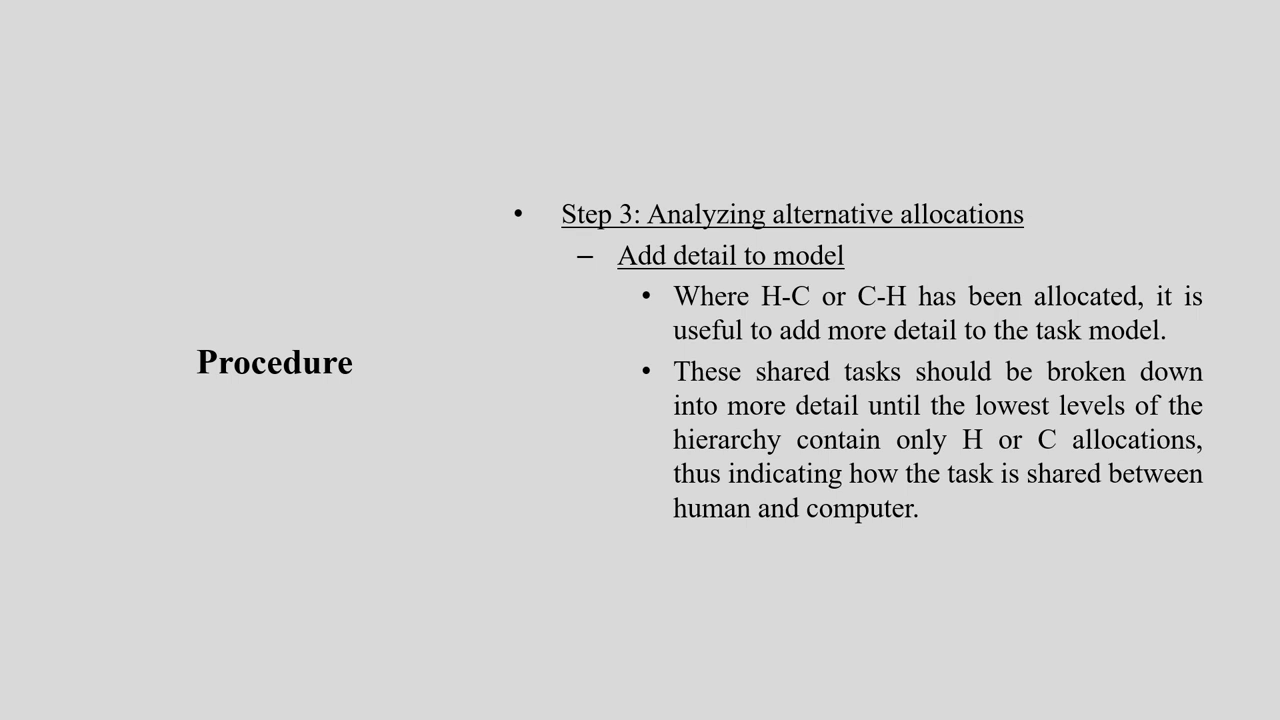 Procedure
• Step 3: Analyzing alternative allocations
– Add detail to model
• Where H-C or C-H has been allocated, it is
useful to add more detail to the task model.
• These shared tasks should be broken down
into more detail until the lowest levels of the
hierarchy contain only H or C allocations,
thus indicating how the task is shared between
human and computer.